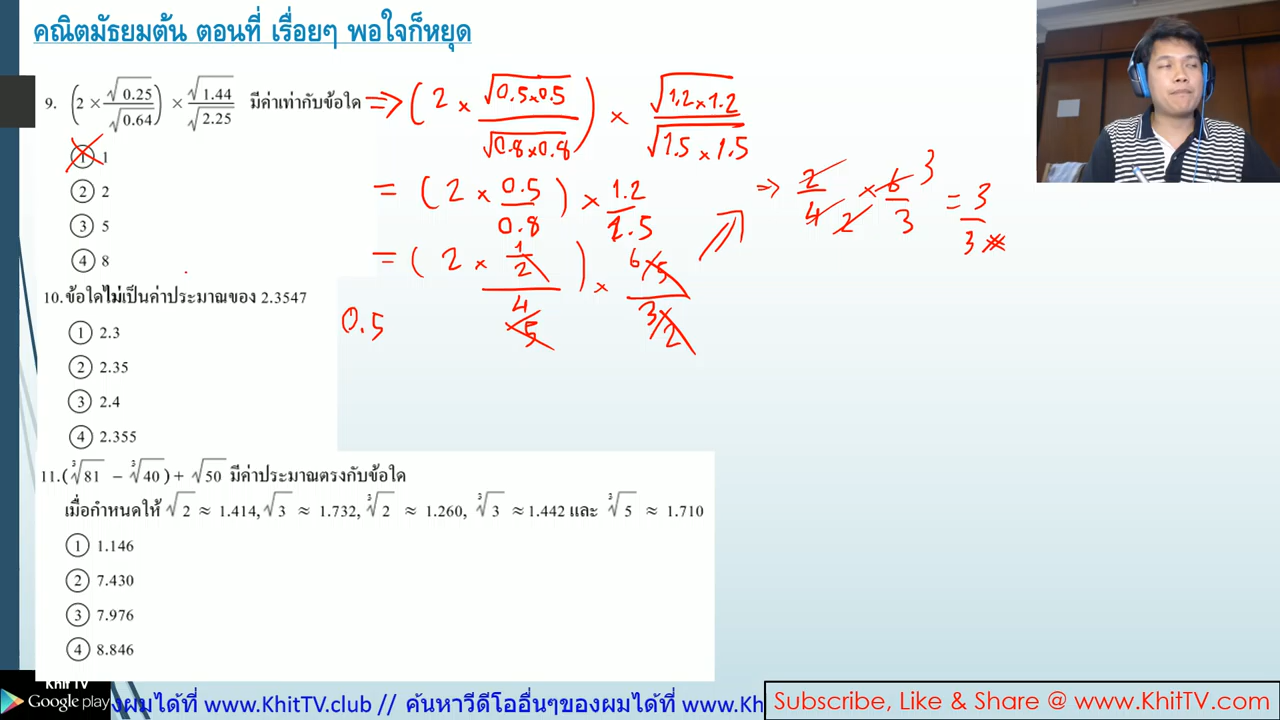 คณิตมัธยมต้น ตอนที่ เรื่อยๆ พอใจก็หยุด
9. (2 × √0.25 / √0.64) × √1.44 / √2.25 มีค่าเท่ากับข้อใด
① 1
② 2
③ 5
④ 8
⇒ (2 × √0.5×0.5 / √0.8×0.8) × √1.2×1.2 / √1.5×1.5
= (2 × 0.5 / 0.8) × 1.2 / 1.5
= (2 × 1/2 / 4/5) × 6/5 / 3/2
⇒ 2/4 2 × 6 3 / 3 = 3/3
0.5
10. ข้อใดไม่เป็นค่าประมาณของ 2.3547
① 2.3
② 2.35
③ 2.4
④ 2.355
11. (∛81 − ∛40) + √50 มีค่าประมาณตรงกับข้อใด
เมื่อกำหนดให้ √2 ≈ 1.414, √3 ≈ 1.732, ∛2 ≈ 1.260, ∛3 ≈ 1.442 และ ∛5 ≈ 1.710
① 1.146
② 7.430
③ 7.976
④ 8.846
KhitTV
Google play
ผมได้ที่ www.KhitTV.club // ค้นหาวีดีโออื่นๆของผมได้ที่ www.Kh
Subscribe, Like & Share @ www.KhitTV.com